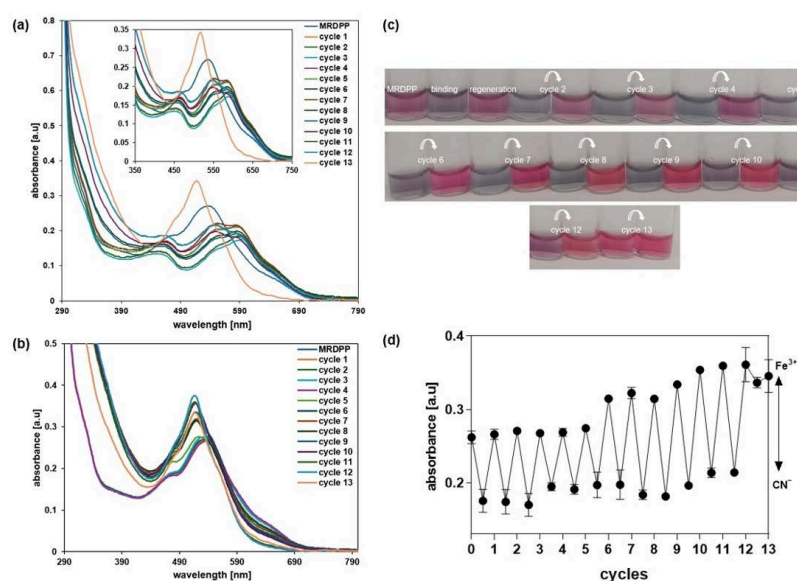 (a)
absorbance [a.u]
0.8
0.7
0.6
0.5
0.4
0.3
0.2
0.1
0
290 390 490 590 690 790
wavelength [nm]
0.35
0.3
0.25
0.2
0.15
0.1
0.05
0
350 450 550 650 750
MRDPP
cycle 1
cycle 2
cycle 3
cycle 4
cycle 5
cycle 6
cycle 7
cycle 8
cycle 9
cycle 10
cycle 11
cycle 12
cycle 13
(b)
absorbance [a.u]
0.5
0.4
0.3
0.2
0.1
0
290 390 490 590 690 790
wavelength [nm]
MRDPP
cycle 1
cycle 2
cycle 3
cycle 4
cycle 5
cycle 6
cycle 7
cycle 8
cycle 9
cycle 10
cycle 11
cycle 12
cycle 13
(c)
MRDPP binding regeneration cycle 2 cycle 3 cycle 4 cy
cycle 6 cycle 7 cycle 8 cycle 9 cycle 10
cycle 12 cycle 13
(d)
absorbance [a.u]
0.4
0.3
0.2
Fe³⁺
CN⁻
0 1 2 3 4 5 6 7 8 9 10 11 12 13
cycles